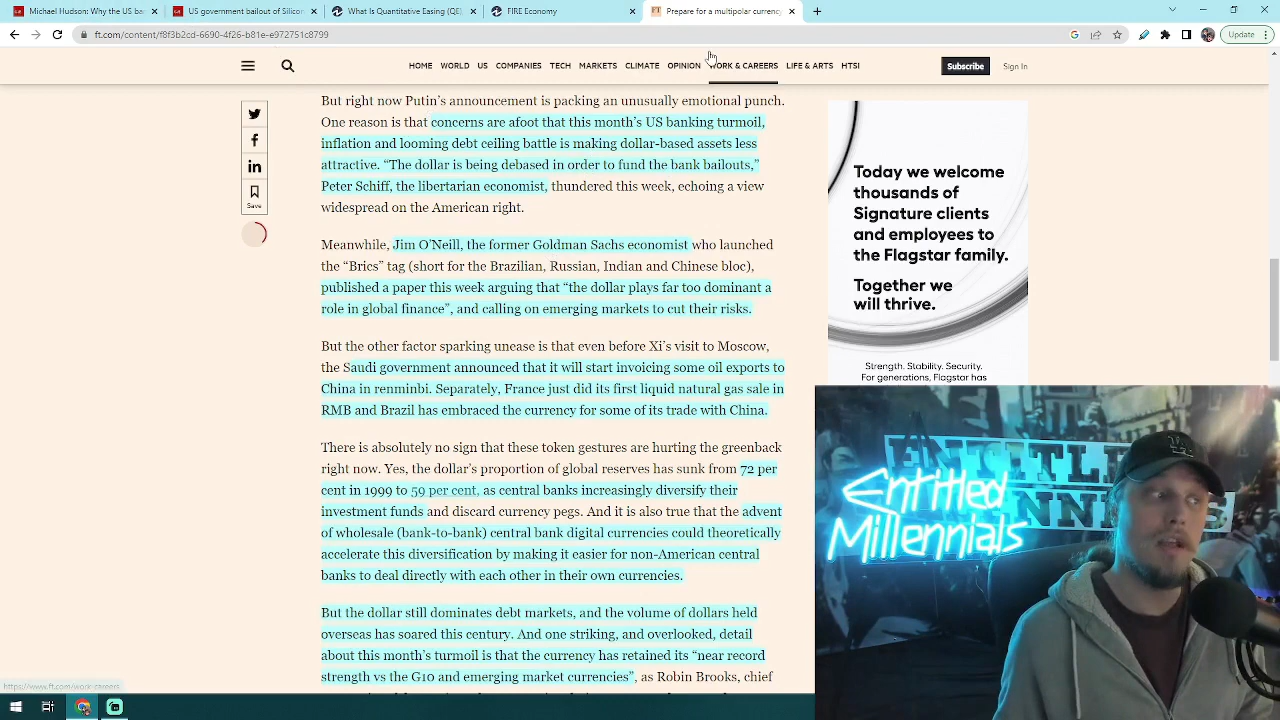 Michael Hudson: Why the US ba
US government bailout of Silicon
What Is Quantitative Easing (QE)
FIRE Economy
Prepare for a multipolar currency
ft.com/content/f8f3b2cd-6690-4f26-b81e-e972751c8799
Update
HOME WORLD US COMPANIES TECH MARKETS CLIMATE OPINION WORK & CAREERS LIFE & ARTS HTSI
Subscribe
Sign In
Save
But right now Putin's announcement is packing an unusually emotional punch.
One reason is that concerns are afoot that this month's US banking turmoil,
inflation and looming debt ceiling battle is making dollar-based assets less
attractive. “The dollar is being debased in order to fund the bank bailouts,”
Peter Schiff, the libertarian economist, thundered this week, echoing a view
widespread on the American right.
Meanwhile, Jim O'Neill, the former Goldman Sachs economist who launched
the “Brics” tag (short for the Brazilian, Russian, Indian and Chinese bloc),
published a paper this week arguing that “the dollar plays far too dominant a
role in global finance”, and calling on emerging markets to cut their risks.
But the other factor sparking unease is that even before Xi's visit to Moscow,
the Saudi government announced that it will start invoicing some oil exports to
China in renminbi. Separately, France just did its first liquid natural gas sale in
RMB and Brazil has embraced the currency for some of its trade with China.
There is absolutely no sign that these token gestures are hurting the greenback
right now. Yes, the dollar's proportion of global reserves has sunk from 72 per
cent in 1999 to 59 per cent, as central banks increasingly diversify their
investment funds and discard currency pegs. And it is also true that the advent
of wholesale (bank-to-bank) central bank digital currencies could theoretically
accelerate this diversification by making it easier for non-American central
banks to deal directly with each other in their own currencies.
But the dollar still dominates debt markets, and the volume of dollars held
overseas has soared this century. And one striking, and overlooked, detail
about this month's turmoil is that the currency has retained its “near record
strength vs the G10 and emerging market currencies”, as Robin Brooks, chief
Today we welcome
thousands of
Signature clients
and employees to
the Flagstar family.
Together we
will thrive.
Strength. Stability. Security.
For generations, Flagstar has
Entitled
Millennials
https://www.ft.com/work-careers